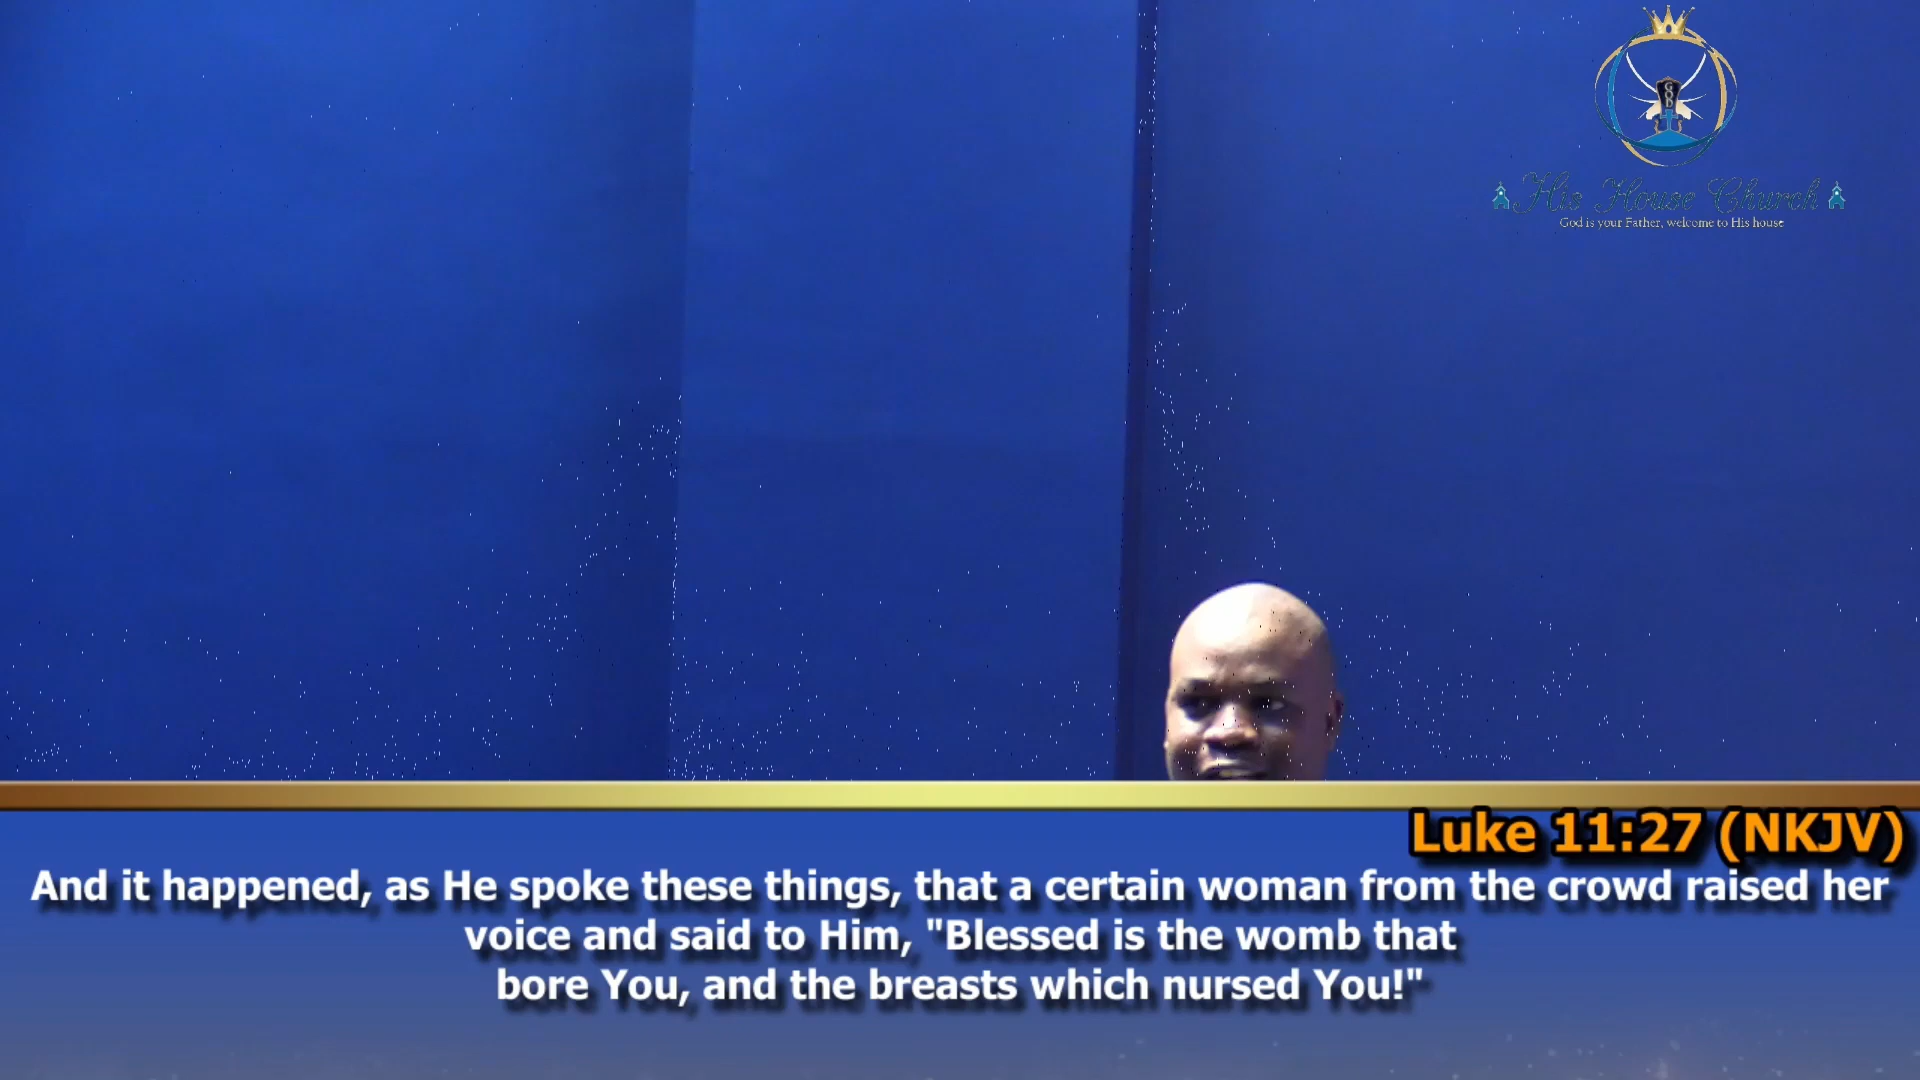 GOD
His House Church
God is your Father, welcome to His house
Luke 11:27 (NKJV)
And it happened, as He spoke these things, that a certain woman from the crowd raised her
voice and said to Him, "Blessed is the womb that
bore You, and the breasts which nursed You!"